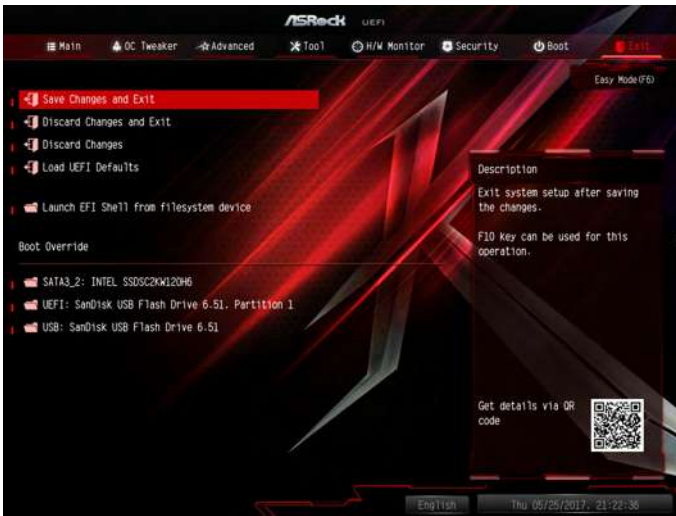 ASRock UEFI
Main OC Tweaker Advanced Tool H/W Monitor Security Boot Exit
Easy Mode(F6)
Save Changes and Exit
Discard Changes and Exit
Discard Changes
Load UEFI Defaults
Launch EFI Shell from filesystem device
Boot Override
SATA3_2: INTEL SSDSC2KW120H6
UEFI: SanDisk USB Flash Drive 6.51, Partition 1
USB: SanDisk USB Flash Drive 6.51
Description
Exit system setup after saving
the changes.
F10 key can be used for this
operation.
Get details via QR
code
English Thu 05/25/2017, 21:22:36